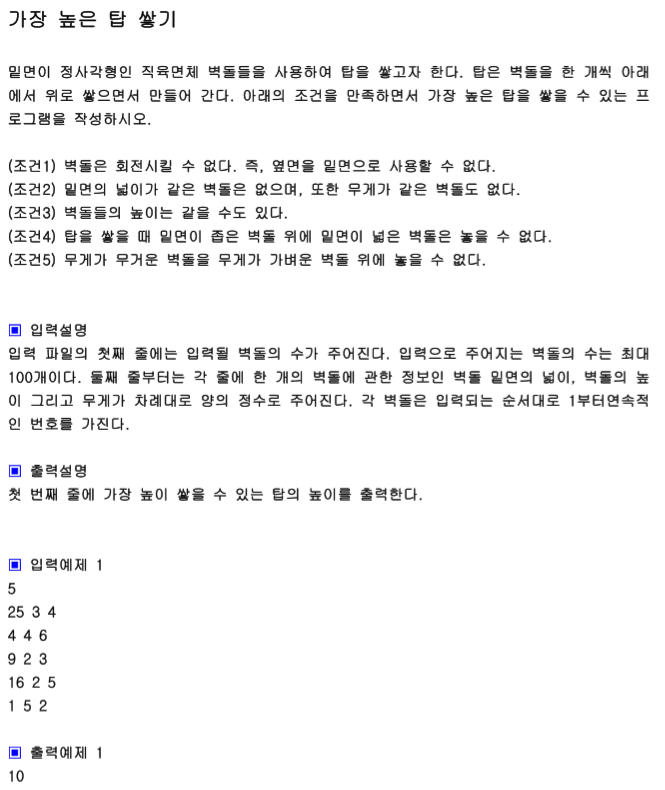 가장 높은 탑 쌓기
밑면이 정사각형인 직육면체 벽돌들을 사용하여 탑을 쌓고자 한다. 탑은 벽돌을 한 개씩 아래
에서 위로 쌓으면서 만들어 간다. 아래의 조건을 만족하면서 가장 높은 탑을 쌓을 수 있는 프
로그램을 작성하시오.
(조건1) 벽돌은 회전시킬 수 없다. 즉, 옆면을 밑면으로 사용할 수 없다.
(조건2) 밑면의 넓이가 같은 벽돌은 없으며, 또한 무게가 같은 벽돌도 없다.
(조건3) 벽돌들의 높이는 같을 수도 있다.
(조건4) 탑을 쌓을 때 밑면이 좁은 벽돌 위에 밑면이 넓은 벽돌은 놓을 수 없다.
(조건5) 무게가 무거운 벽돌을 무게가 가벼운 벽돌 위에 놓을 수 없다.
▣ 입력설명
입력 파일의 첫째 줄에는 입력될 벽돌의 수가 주어진다. 입력으로 주어지는 벽돌의 수는 최대
100개이다. 둘째 줄부터는 각 줄에 한 개의 벽돌에 관한 정보인 벽돌 밑면의 넓이, 벽돌의 높
이 그리고 무게가 차례대로 양의 정수로 주어진다. 각 벽돌은 입력되는 순서대로 1부터연속적
인 번호를 가진다.
▣ 출력설명
첫 번째 줄에 가장 높이 쌓을 수 있는 탑의 높이를 출력한다.
▣ 입력예제 1
5
25 3 4
4 4 6
9 2 3
16 2 5
1 5 2
▣ 출력예제 1
10